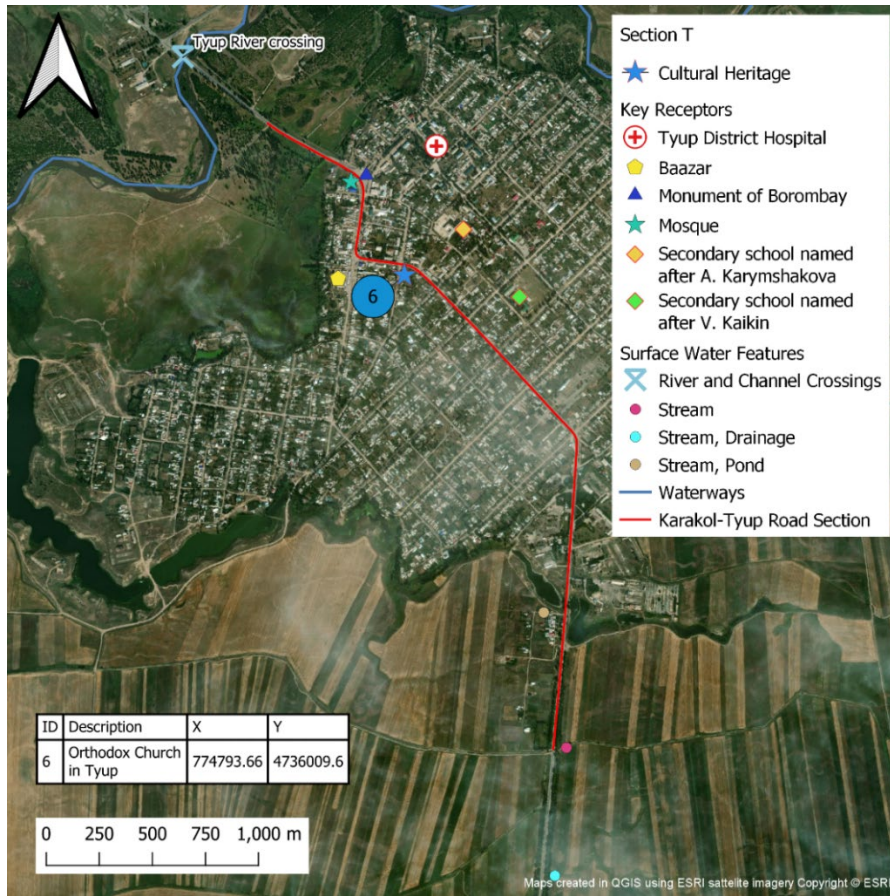 Tyup River crossing
Section T
Cultural Heritage
Key Receptors
Tyup District Hospital
Baazar
Monument of Borombay
Mosque
Secondary school named
after A. Karymshakova
Secondary school named
after V. Kaikin
Surface Water Features
River and Channel Crossings
Stream
Stream, Drainage
Stream, Pond
Waterways
Karakol-Tyup Road Section
6
ID Description X Y
6 Orthodox Church in Tyup 774793.66 4736009.6
0 250 500 750 1,000 m
Maps created in QGIS using ESRI sattelite imagery Copyright © ESR